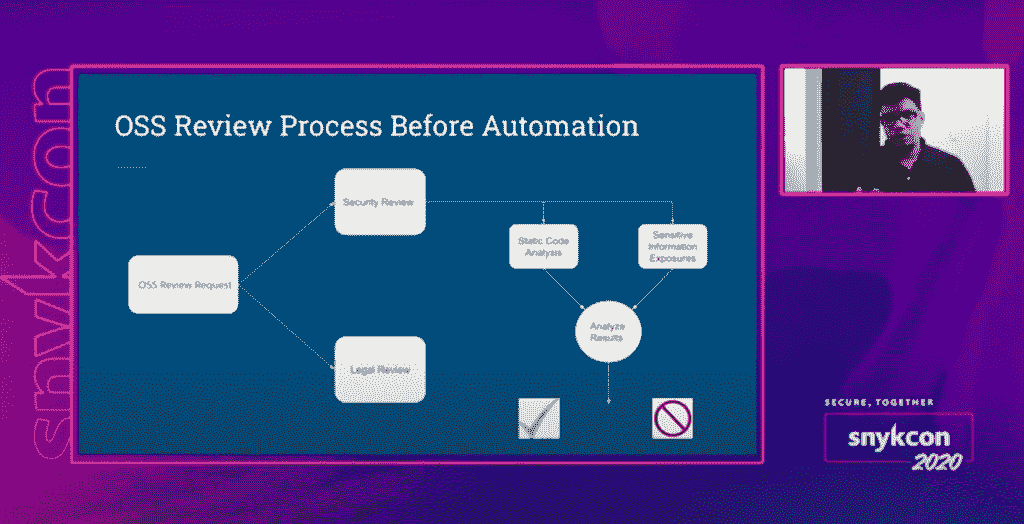 snykcon
OSS Review Process Before Automation
Security Review
Static Code
Analysis
Sensitive
Information
Exposures
OSS Review Request
Analyze
Results
Legal Review
SECURE, TOGETHER
snykcon
2020